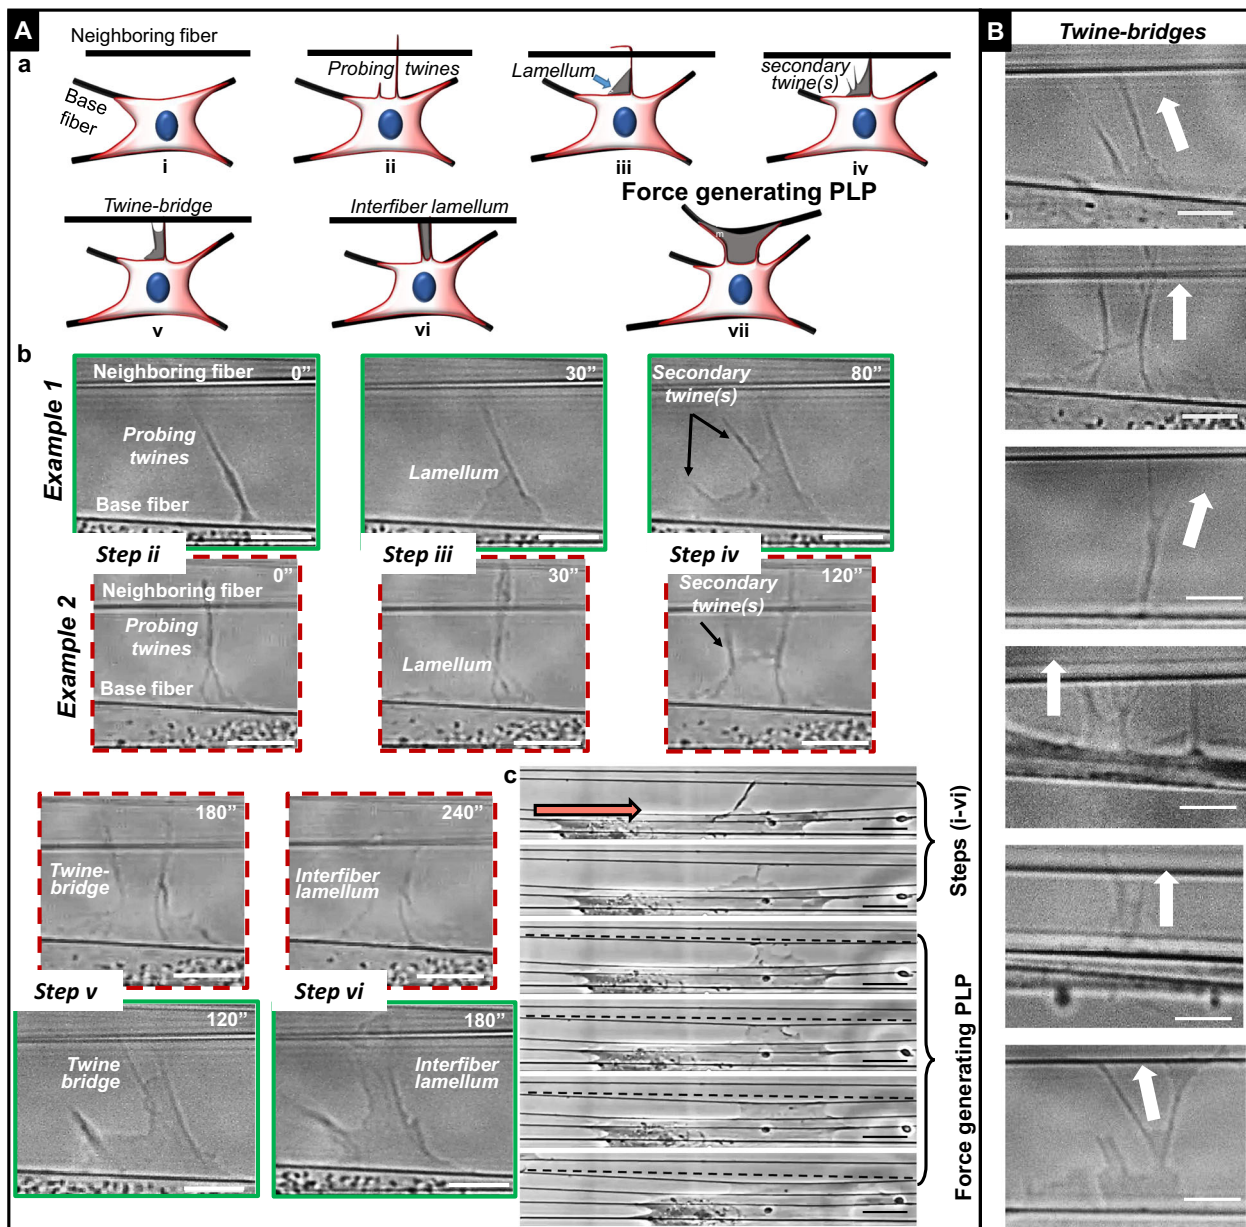 A
a
Neighboring fiber
Base
fiber
i
Probing twines
ii
Lamellum
iii
secondary
twine(s)
iv
Force generating PLP
Twine-bridge
v
Interfiber lamellum
vi
m
vii
b
Example 1
Neighboring fiber
0”
Probing
twines
Base fiber
Step ii
30”
Lamellum
Step iii
Secondary
twine(s)
80”
Step iv
Example 2
0”
Neighboring fiber
Probing
twines
Base fiber
30”
Lamellum
120”
Secondary
twine(s)
180”
Twine-
bridge
Step v
240”
Interfiber
lamellum
Step vi
120”
Twine
bridge
180”
Interfiber
lamellum
c
Steps (i-vi)
Force generating PLP
B
Twine-bridges